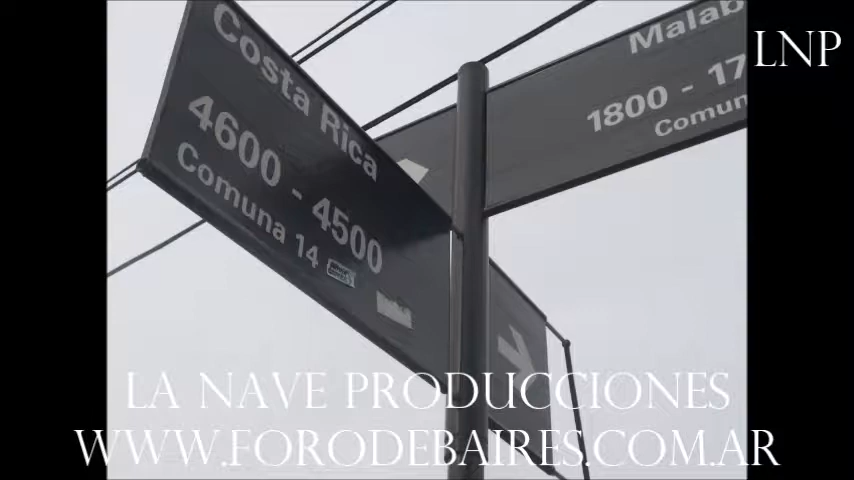 Costa Rica
4600 - 4500
Comuna 14
Malab
1800 - 17
Comun
LNP
LA NAVE PRODUCCIONES
WWW.FORODEBAIRES.COM.AR